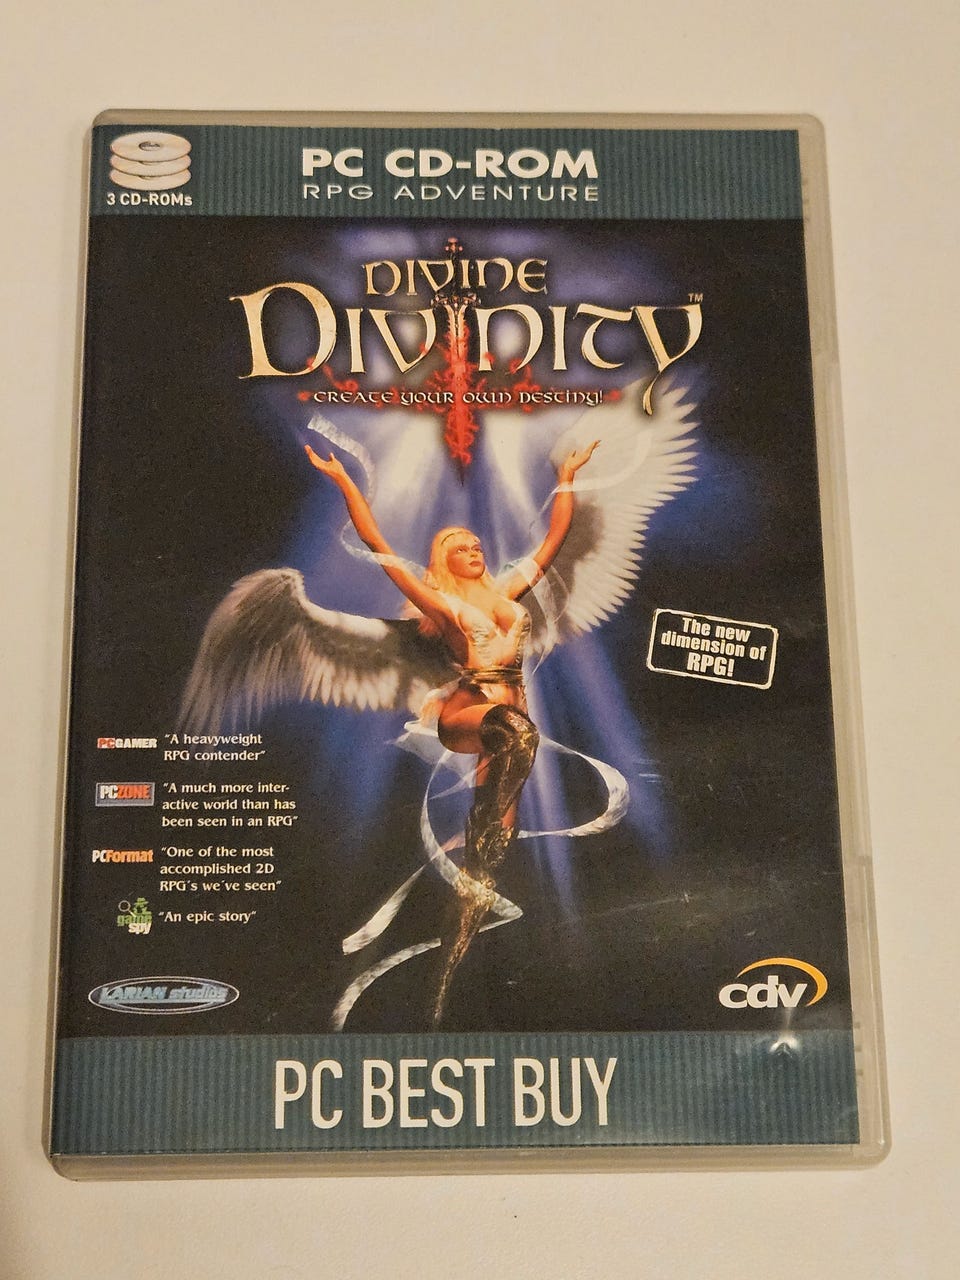 3 CD-ROMs
PC CD-ROM
RPG ADVENTURE
DIVINE
DIVINITY™
CREATE YOUR OWN DESTINY!
The new
dimension of
RPG!
PCGAMER
"A heavyweight
RPG contender"
PCZONE
"A much more inter-
active world than has
been seen in an RPG"
PCFormat
"One of the most
accomplished 2D
RPG's we've seen"
game
spy
"An epic story"
LARIAN studios
cdv
PC BEST BUY